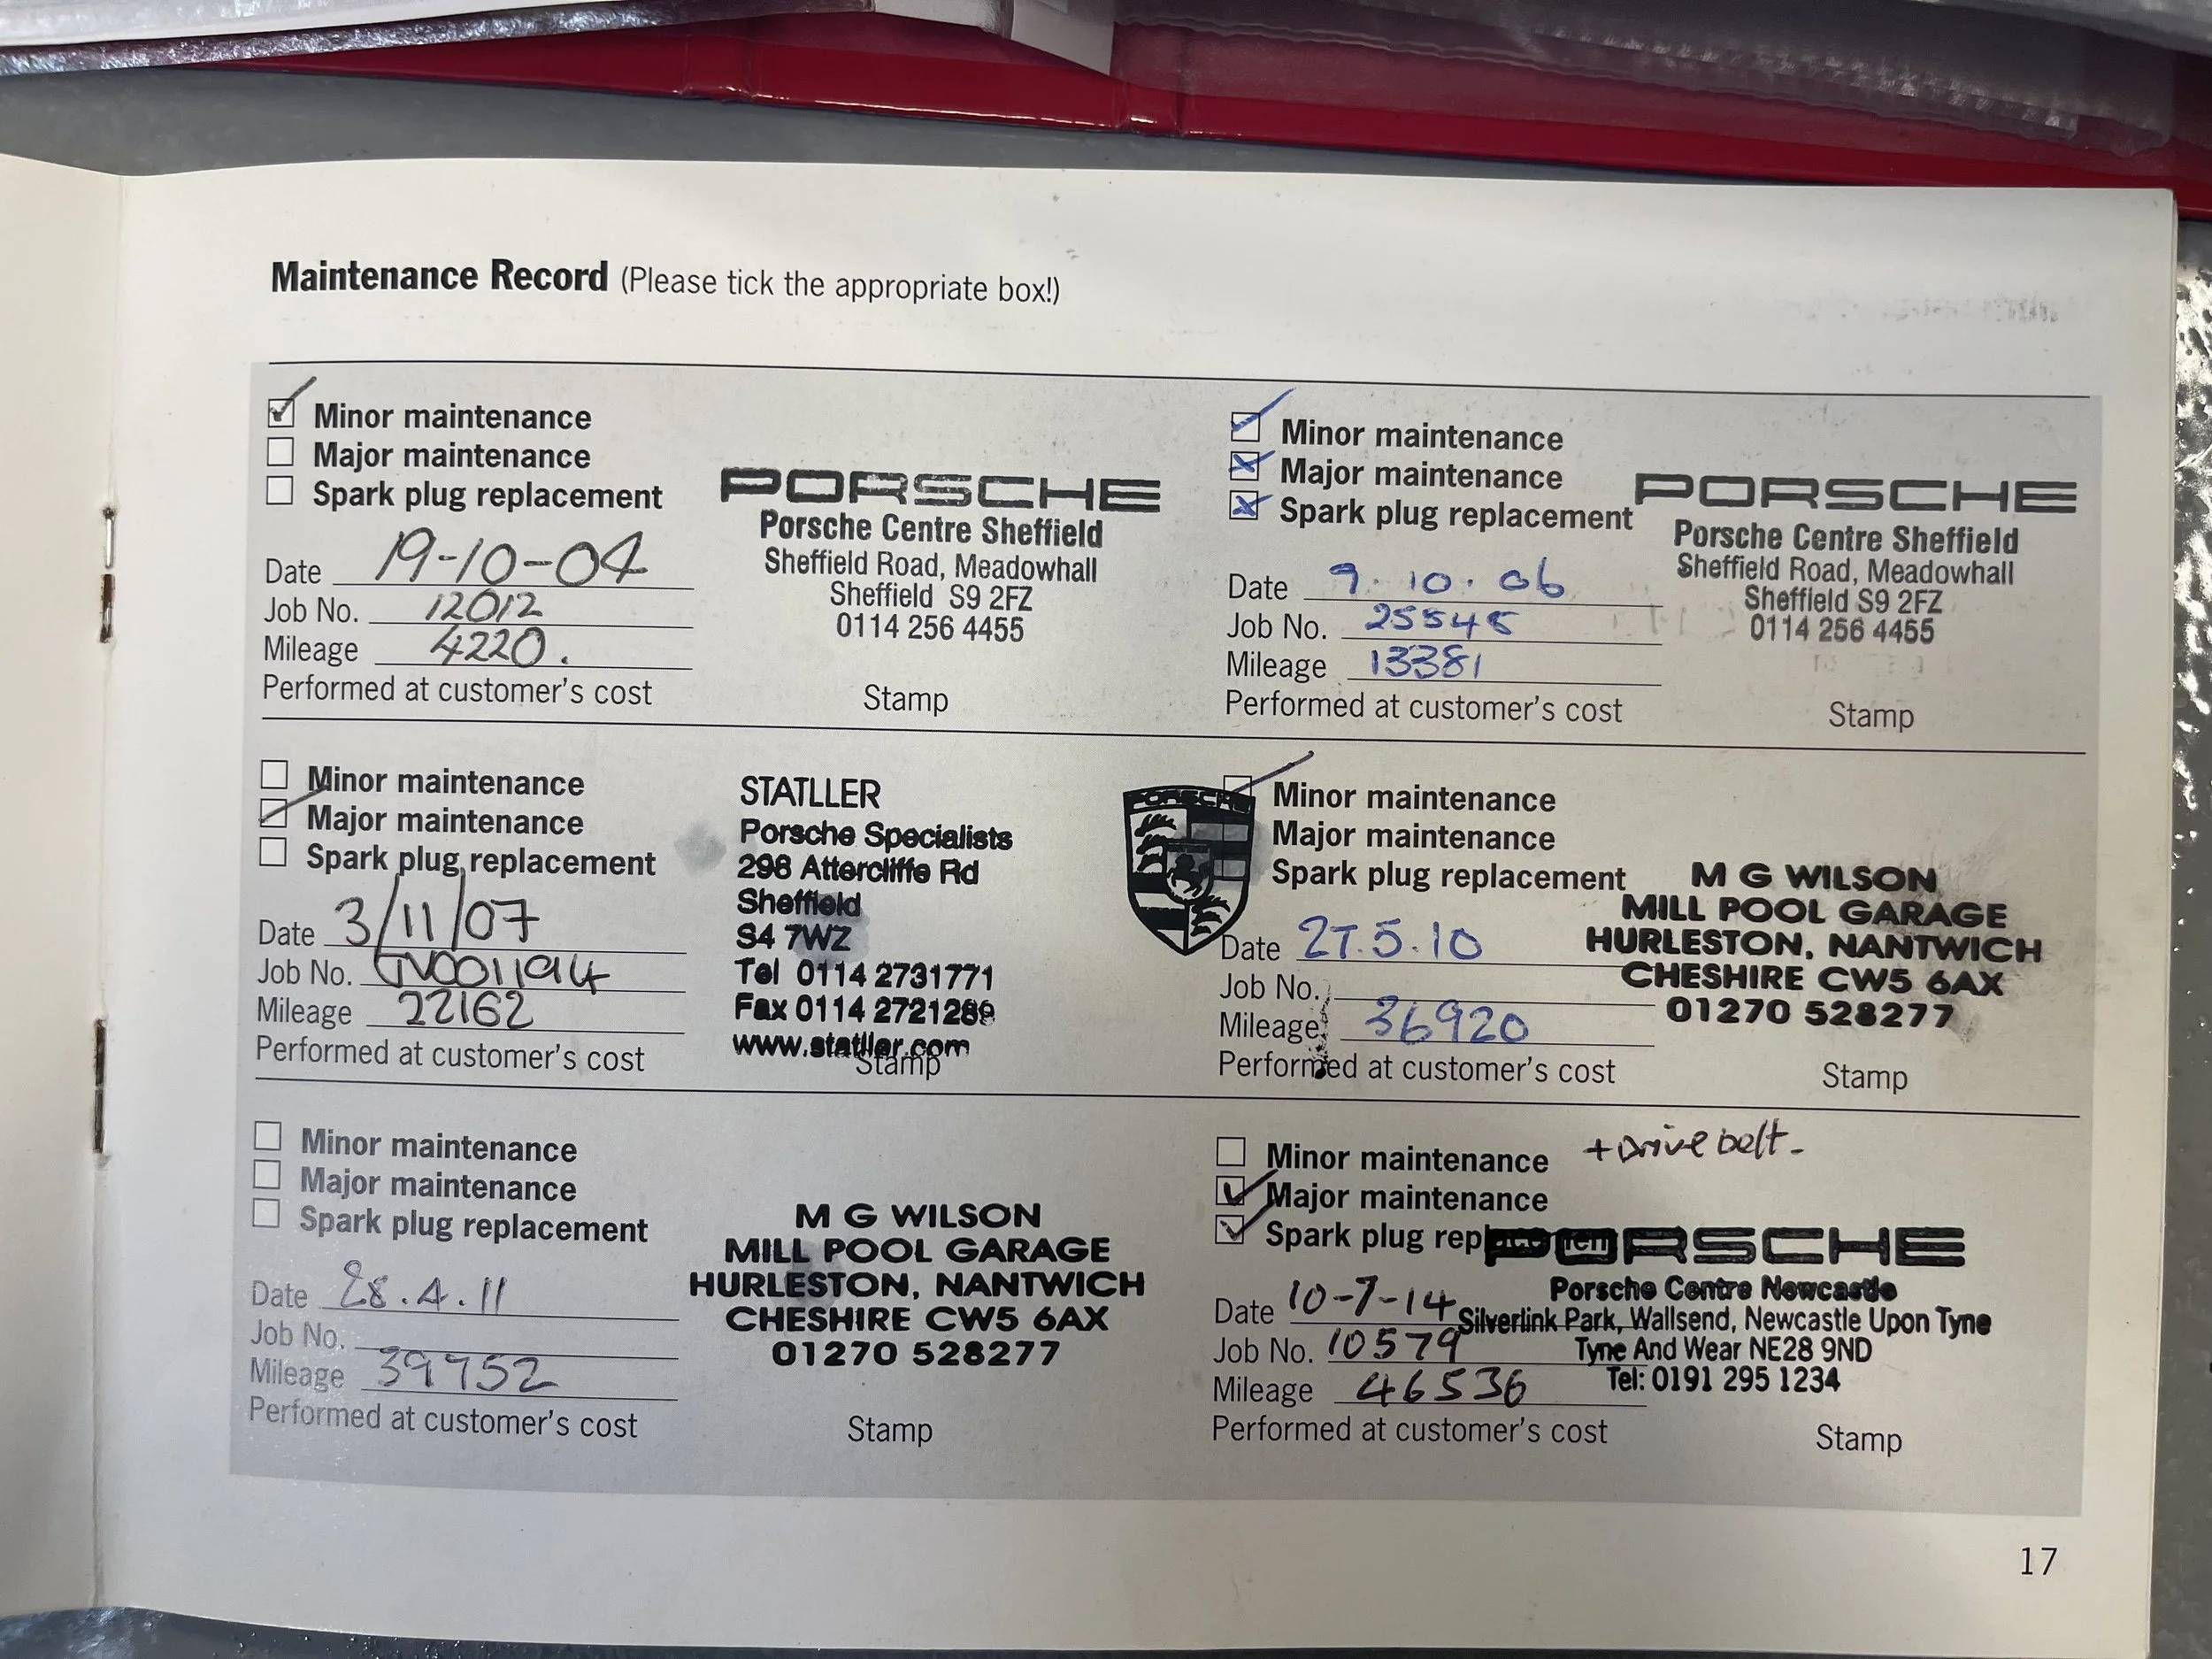 Maintenance Record (Please tick the appropriate box!)
Minor maintenance
Major maintenance
Spark plug replacement
Date 19-10-04
Job No. 12012
Mileage 4220.
Performed at customer's cost
PORSCHE
Porsche Centre Sheffield
Sheffield Road, Meadowhall
Sheffield S9 2FZ
0114 256 4455
Stamp
Minor maintenance
Major maintenance
Spark plug replacement
Date 9.10.06
Job No. 25545
Mileage 13381
Performed at customer's cost
PORSCHE
Porsche Centre Sheffield
Sheffield Road, Meadowhall
Sheffield S9 2FZ
0114 256 4455
Stamp
Minor maintenance
Major maintenance
Spark plug replacement
Date 3/11/07
Job No.
Mileage 22162
Performed at customer's cost
STATLLER
Porsche Specialists
298 Attercliffe Rd
Sheffield
S4 7WZ
Tel 0114 2731771
Fax 0114 2721289
www.statller.com
Stamp
PORSCHE
Minor maintenance
Major maintenance
Spark plug replacement
Date 27.5.10
Job No.
Mileage 36920
Performed at customer's cost
M G WILSON
MILL POOL GARAGE
HURLESTON, NANTWICH
CHESHIRE CW5 6AX
01270 528277
Stamp
Minor maintenance
Major maintenance
Spark plug replacement
Date 28.4.11
Job No.
Mileage 39752
Performed at customer's cost
M G WILSON
MILL POOL GARAGE
HURLESTON, NANTWICH
CHESHIRE CW5 6AX
01270 528277
Stamp
Minor maintenance + Drive belt-
Major maintenance
Spark plug replacement
Date 10-7-14
Job No. 10579
Mileage 46536
Performed at customer's cost
PORSCHE
Porsche Centre Newcastle
Silverlink Park, Wallsend, Newcastle Upon Tyne
Tyne And Wear NE28 9ND
Tel: 0191 295 1234
Stamp
17